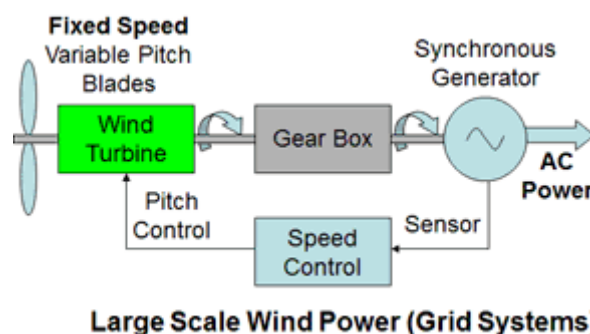 Fixed Speed
Variable Pitch
Blades
Synchronous
Generator
Wind
Turbine
Gear Box
AC
Power
Pitch
Control
Speed
Control
Sensor
Large Scale Wind Power (Grid Systems)